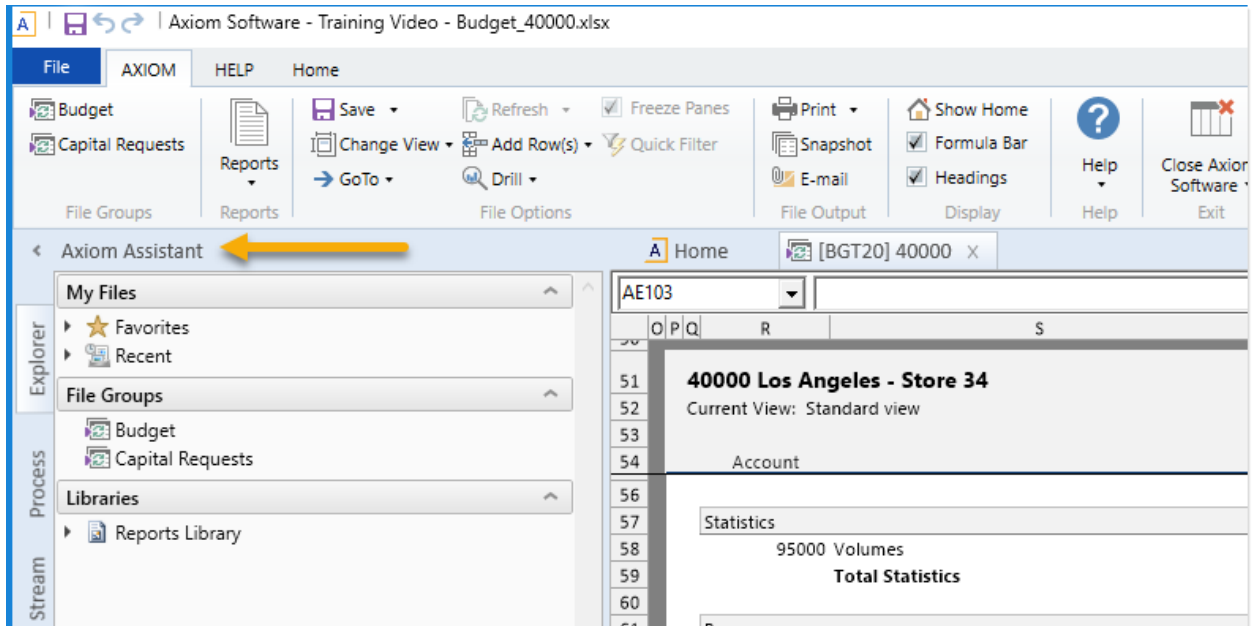 A Axiom Software - Training Video - Budget_40000.xlsx
File AXIOM HELP Home
Budget Save Refresh Freeze Panes Print Show Home
Capital Requests Change View Add Row(s) Quick Filter Snapshot Formula Bar
Reports GoTo Drill E-mail Headings Help Close Axiom
Software
File Groups Reports File Options File Output Display Help Exit
< Axiom Assistant A Home [BGT20] 40000 X
My Files AE103
O P Q R S
Favorites
Recent
Explorer
51 40000 Los Angeles - Store 34
File Groups
52 Current View: Standard view
Budget 53
Capital Requests 54 Account
Process
Libraries 56
57 Statistics
Reports Library
58 95000 Volumes
59 Total Statistics
Stream
60